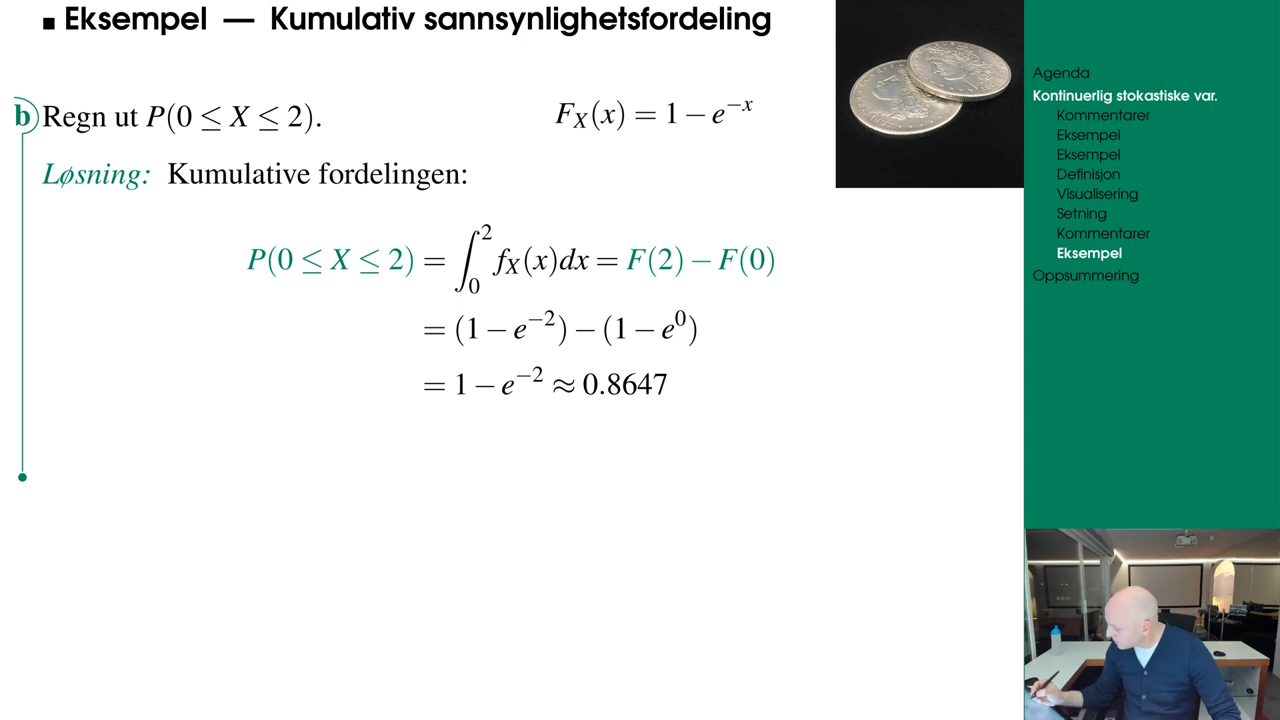 Eksempel — Kumulativ sannsynlighetsfordeling
b Regn ut P(0 ≤ X ≤ 2).
F_X(x) = 1 − e^{−x}
Løsning: Kumulative fordelingen:
P(0 ≤ X ≤ 2) = ∫_0^2 f_X(x)dx = F(2) − F(0)
= (1 − e^{−2}) − (1 − e^0)
= 1 − e^{−2} ≈ 0.8647
Agenda
Kontinuerlig stokastiske var.
Kommentarer
Eksempel
Eksempel
Definisjon
Visualisering
Setning
Kommentarer
Eksempel
Oppsummering